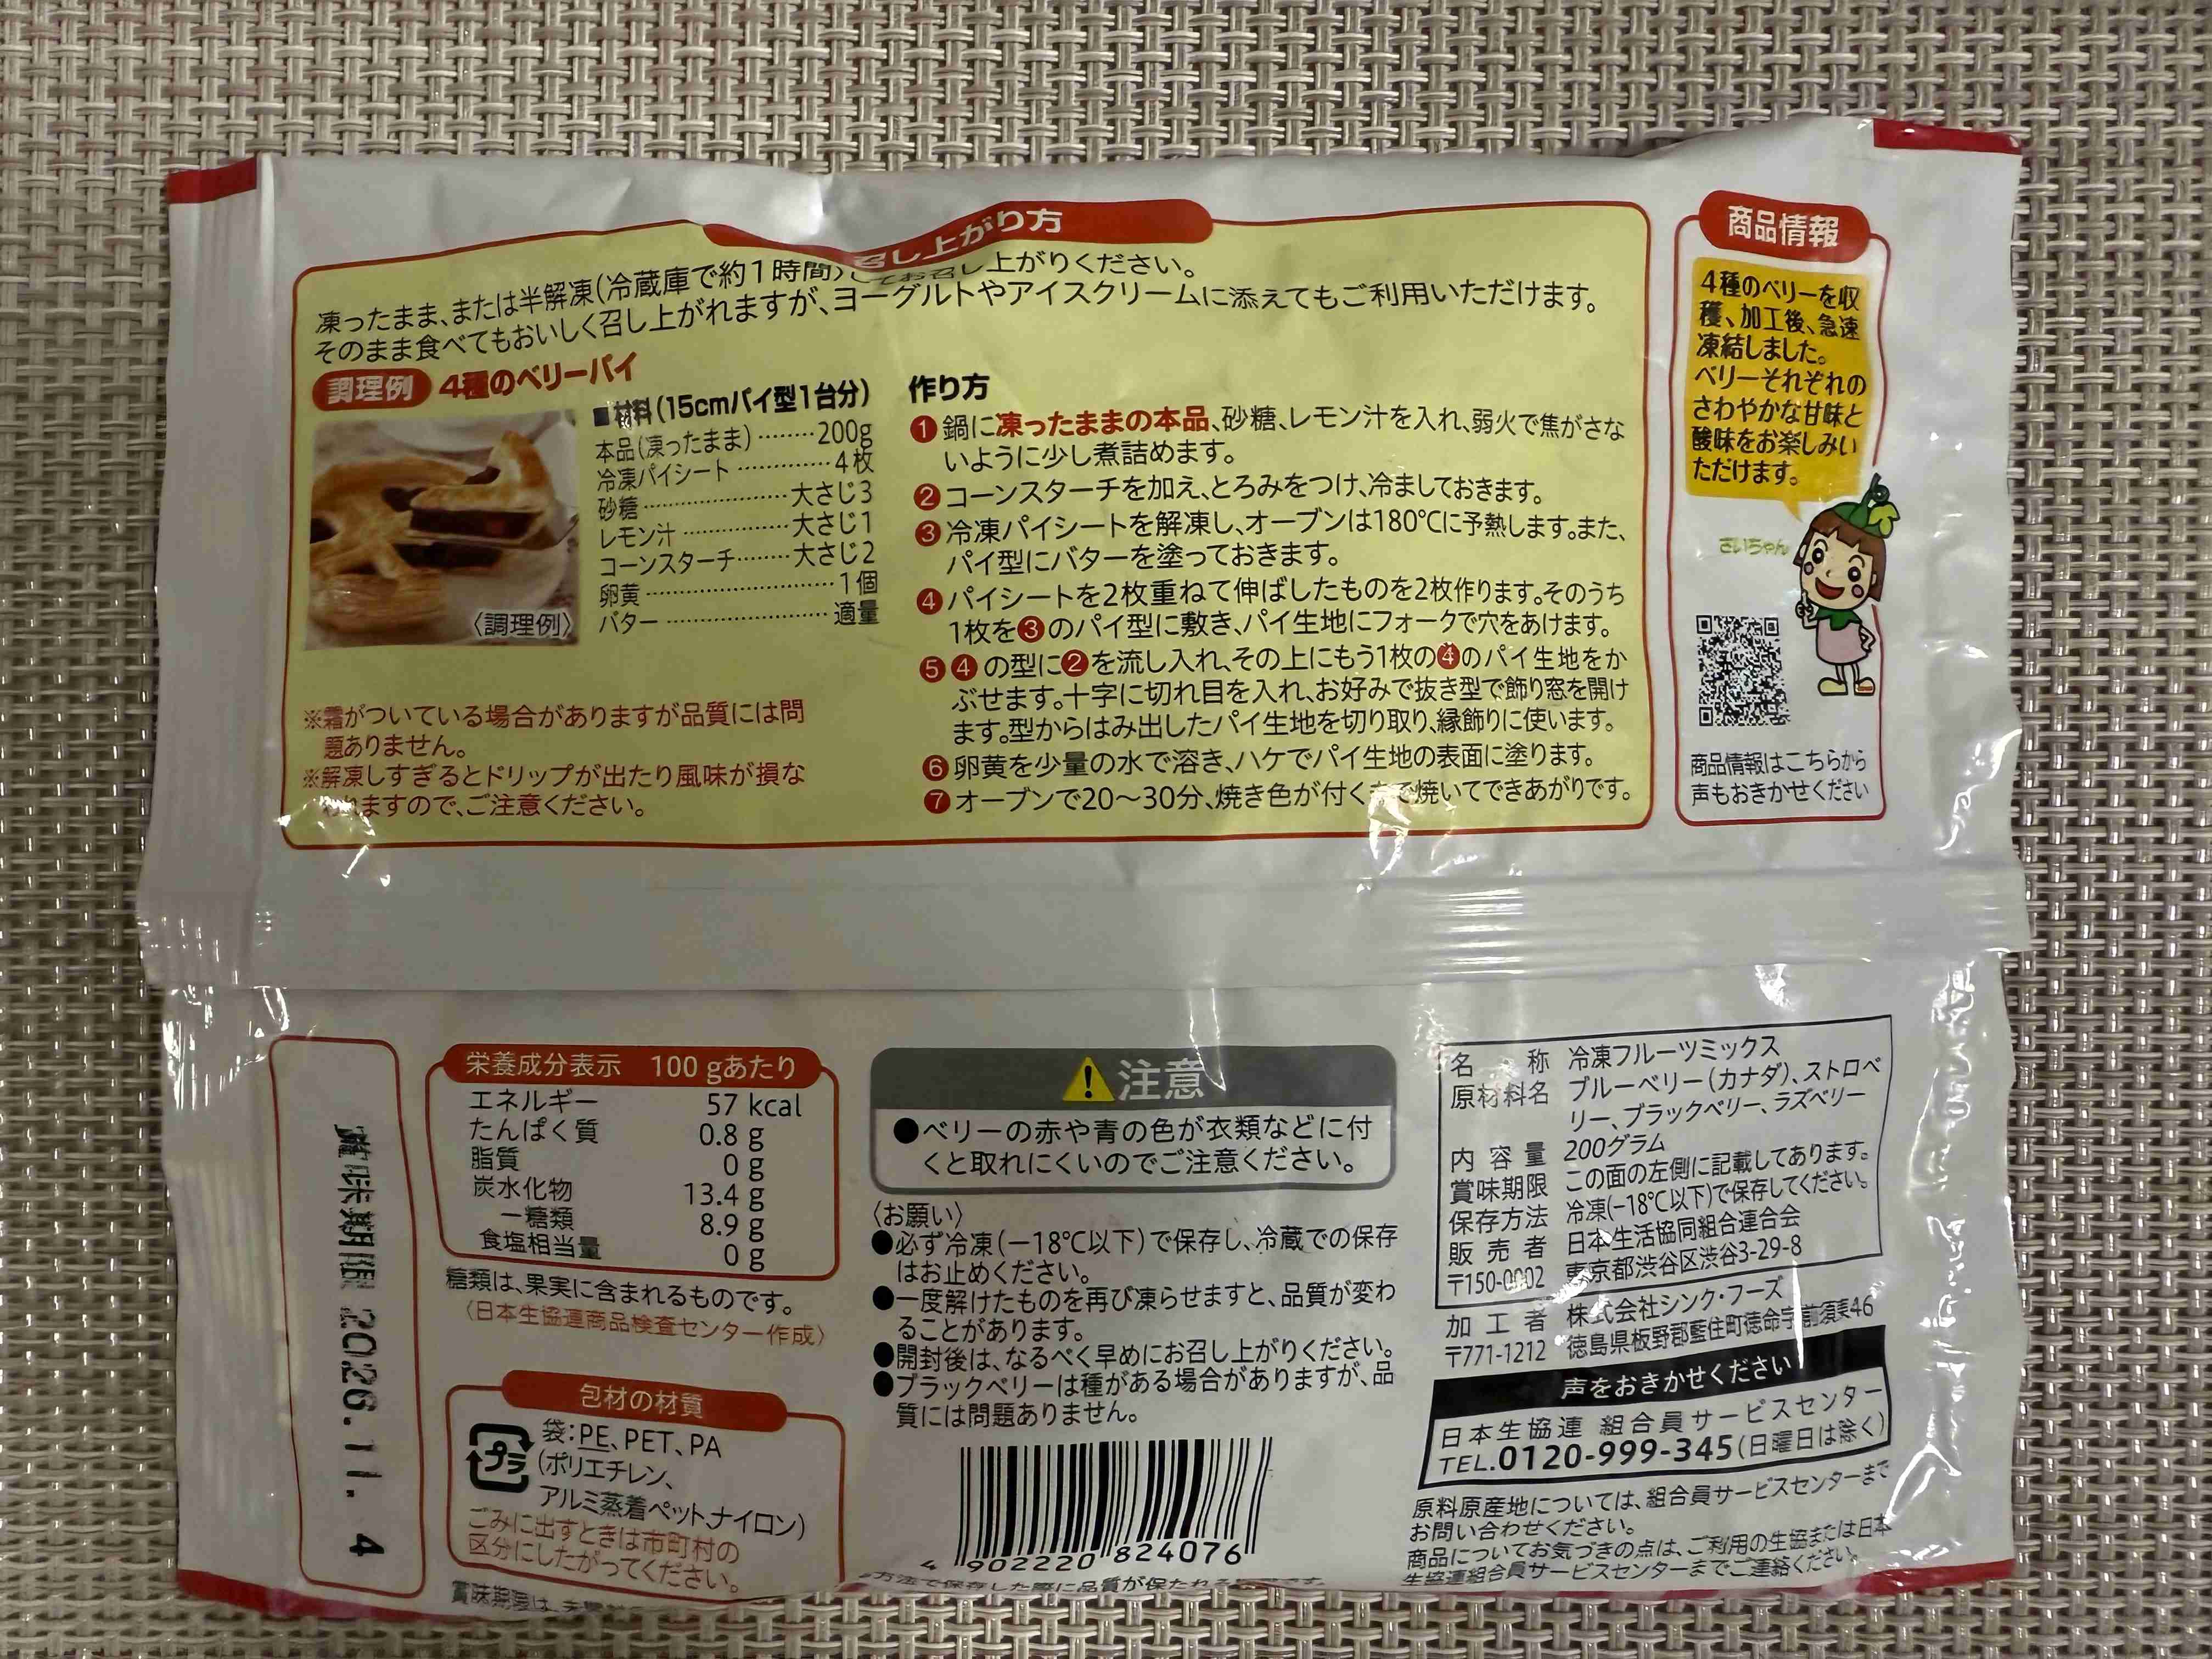 召し上がり方
凍ったまま、または半解凍(冷蔵庫で約1時間)してお召し上がりください。
そのまま食べてもおいしく召し上がれますが、ヨーグルトやアイスクリームに添えてもご利用いただけます。
調理例 4種のベリーパイ
■材料(15cmパイ型1台分)
本品(凍ったまま)………200g
冷凍パイシート…………4枚
砂糖……………………大さじ3
レモン汁………………大さじ1
コーンスターチ………大さじ2
卵黄……………………1個
バター…………………適量
〈調理例〉
※霜がついている場合がありますが品質には問
題ありません。
※解凍しすぎるとドリップが出たり風味が損な
われますので、ご注意ください。
作り方
❶鍋に凍ったままの本品、砂糖、レモン汁を入れ、弱火で焦がさな
いように少し煮詰めます。
❷コーンスターチを加え、とろみをつけ、冷ましておきます。
❸冷凍パイシートを解凍し、オーブンは180℃に予熱します。また、
パイ型にバターを塗っておきます。
❹パイシートを2枚重ねて伸ばしたものを2枚作ります。そのうち
1枚を❸のパイ型に敷き、パイ生地にフォークで穴をあけます。
❺❹の型に❷を流し入れ、その上にもう1枚の❹のパイ生地をか
ぶせます。十字に切れ目を入れ、お好みで抜き型で飾り窓を開け
ます。型からはみ出したパイ生地を切り取り、縁飾りに使います。
❻卵黄を少量の水で溶き、ハケでパイ生地の表面に塗ります。
❼オーブンで20～30分、焼き色が付くまで焼いてできあがりです。
商品情報
4種のベリーを収
穫、加工後、急速
凍結しました。
ベリーそれぞれの
さわやかな甘味と
酸味をお楽しみい
ただけます。
さいちゃん
商品情報はこちらから
声もおきかせください
賞味期限 2026.11. 4
栄養成分表示 100 gあたり
エネルギー 57 kcal
たんぱく質 0.8 g
脂質 0 g
炭水化物 13.4 g
－糖類 8.9 g
食塩相当量 0 g
糖類は、果実に含まれるものです。
〈日本生協連商品検査センター作成〉
包材の材質
プラ
袋:PE、PET、PA
(ポリエチレン、
アルミ蒸着ペット、ナイロン)
ごみに出すときは市町村の
区分にしたがってください。
賞味期限は、
注意
●ベリーの赤や青の色が衣類などに付
くと取れにくいのでご注意ください。
〈お願い〉
●必ず冷凍(－18℃以下)で保存し、冷蔵での保存
はお止めください。
●一度解けたものを再び凍らせますと、品質が変わ
ることがあります。
●開封後は、なるべく早めにお召し上がりください。
●ブラックベリーは種がある場合がありますが、品
質には問題ありません。
4 902220 824076
方法で保存した際に品質が保たれる
名称 冷凍フルーツミックス
原材料名 ブルーベリー(カナダ)、ストロベ
リー、ブラックベリー、ラズベリー
内容量 200グラム
賞味期限 この面の左側に記載してあります。
保存方法 冷凍(-18℃以下)で保存してください。
販売者 日本生活協同組合連合会
〒150-0002 東京都渋谷区渋谷3-29-8
加工者 株式会社シンク・フーズ
〒771-1212 徳島県板野郡藍住町徳命字前須東46
声をおきかせください
日本生協連 組合員サービスセンター
TEL.0120-999-345(日曜日は除く)
原料原産地については、組合員サービスセンターまで
お問い合わせください。
商品についてお気づきの点は、ご利用の生協または日本
生協連組合員サービスセンターまでご連絡ください。